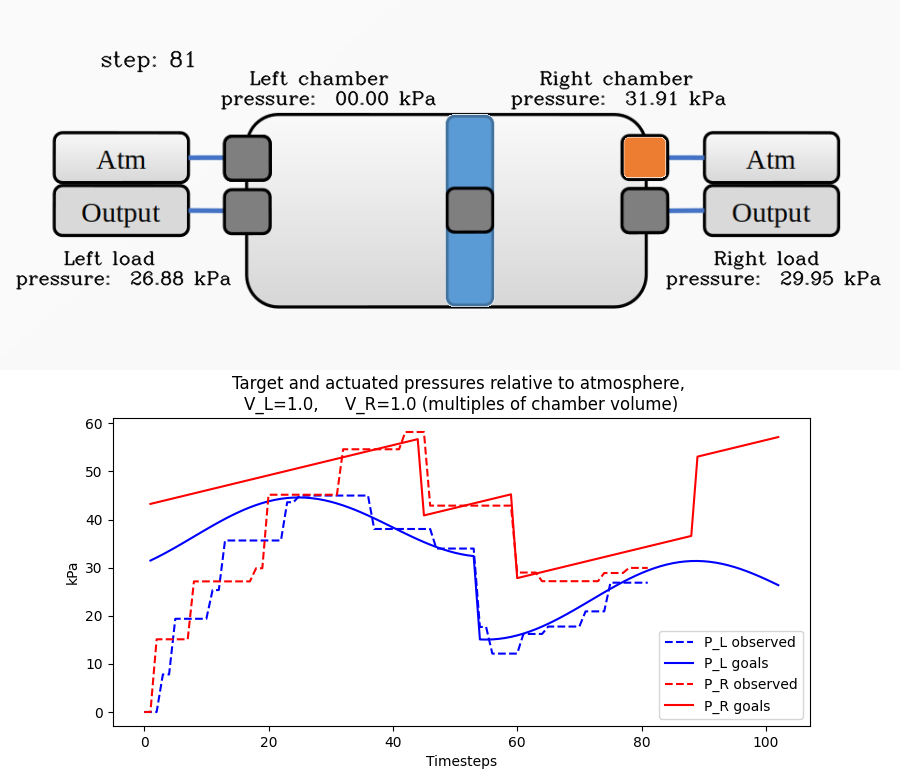 step: 81
Left chamber
pressure: 00.00 kPa
Right chamber
pressure: 31.91 kPa
Atm
Output
Left load
pressure: 26.88 kPa
Atm
Output
Right load
pressure: 29.95 kPa
Target and actuated pressures relative to atmosphere,
V_L=1.0, V_R=1.0 (multiples of chamber volume)
60
50
40
30
20
10
0
kPa
0 20 40 60 80 100
Timesteps
P_L observed
P_L goals
P_R observed
P_R goals